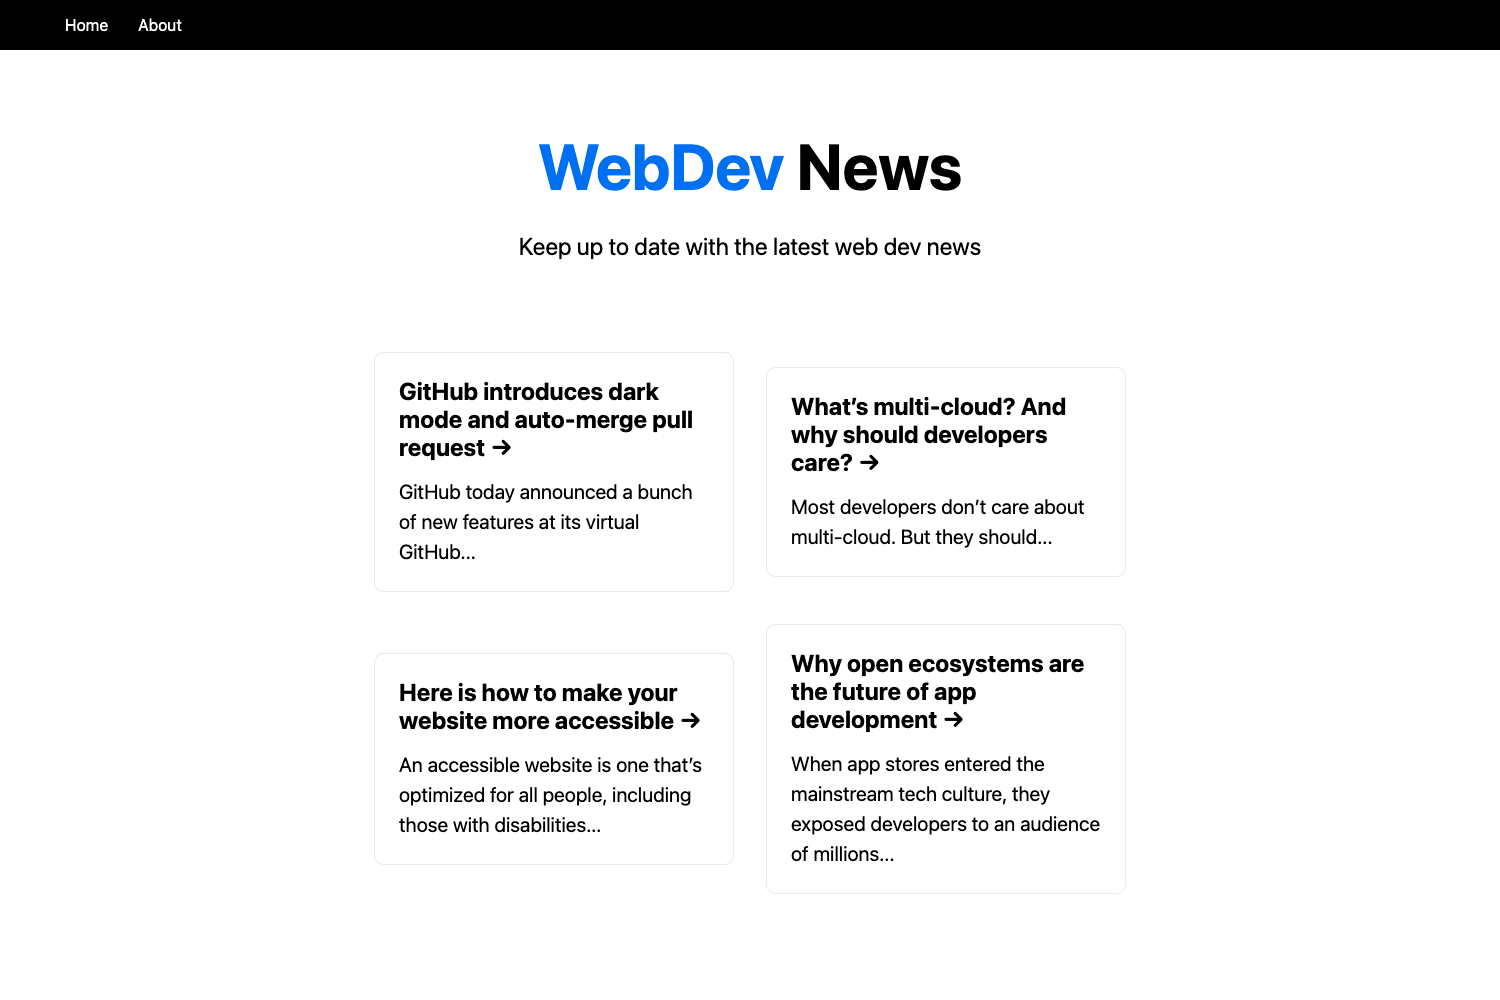 Home
About
WebDev News
Keep up to date with the latest web dev news
GitHub introduces dark
mode and auto-merge pull
request →
GitHub today announced a bunch
of new features at its virtual
GitHub...
What’s multi-cloud? And
why should developers
care? →
Most developers don’t care about
multi-cloud. But they should...
Here is how to make your
website more accessible →
An accessible website is one that’s
optimized for all people, including
those with disabilities...
Why open ecosystems are
the future of app
development →
When app stores entered the
mainstream tech culture, they
exposed developers to an audience
of millions...